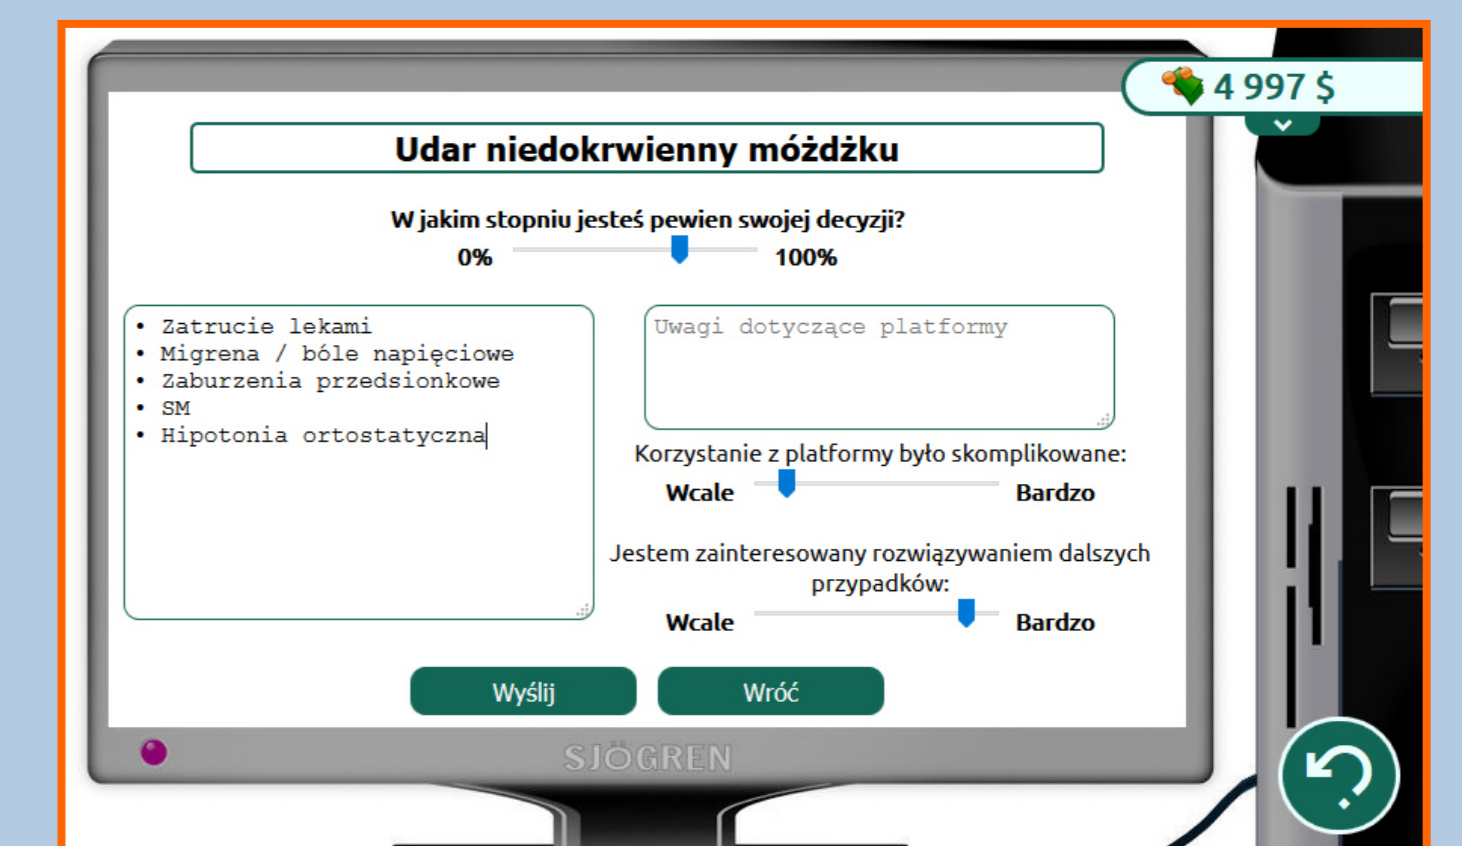 4 997 $
Udar niedokrwienny móżdżku
W jakim stopniu jesteś pewien swojej decyzji?
0% 100%
• Zatrucie lekami
• Migrena / bóle napięciowe
• Zaburzenia przedsionkowe
• SM
• Hipotonia ortostatyczna
Uwagi dotyczące platformy
Korzystanie z platformy było skomplikowane:
Wcale Bardzo
Jestem zainteresowany rozwiązywaniem dalszych
przypadków:
Wcale Bardzo
Wyślij Wróć
SJÖGREN